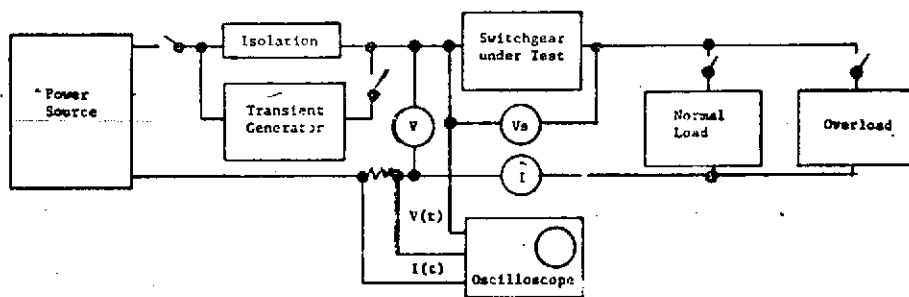 Power
Source
Isolation
Transient
Generator
Switchgear
under Test
V
Vs
I
Normal
Load
Overload
V(t)
I(t)
Oscilloscope